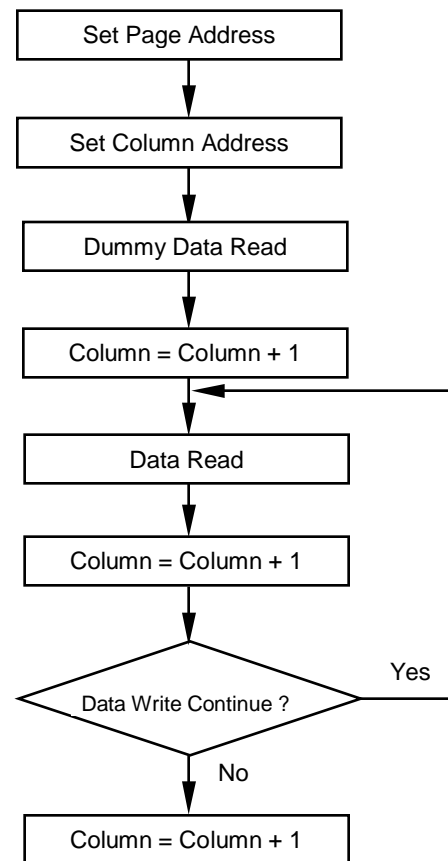 Set Page Address
Set Column Address
Dummy Data Read
Column = Column + 1
Data Read
Column = Column + 1
Data Write Continue ?
Yes
No
Column = Column + 1